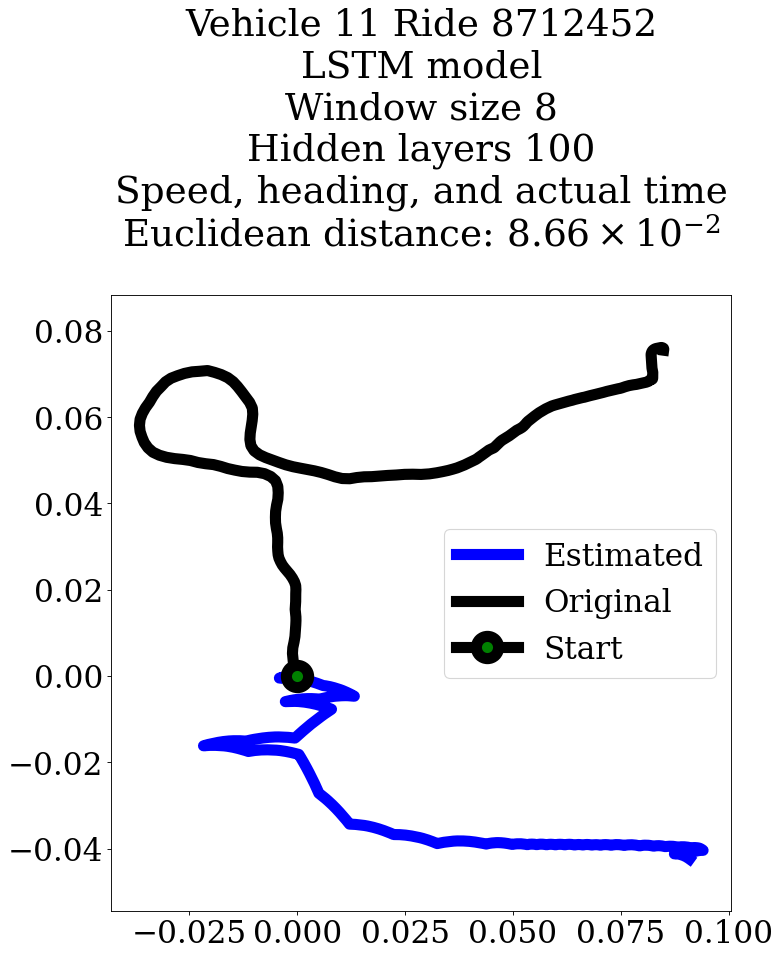 Vehicle 11 Ride 8712452
LSTM model
Window size 8
Hidden layers 100
Speed, heading, and actual time
Euclidean distance: 8.66 × 10⁻²
0.08
0.06
0.04
0.02
0.00
−0.02
−0.04
Estimated
Original
Start
−0.025 0.000 0.025 0.050 0.075 0.100